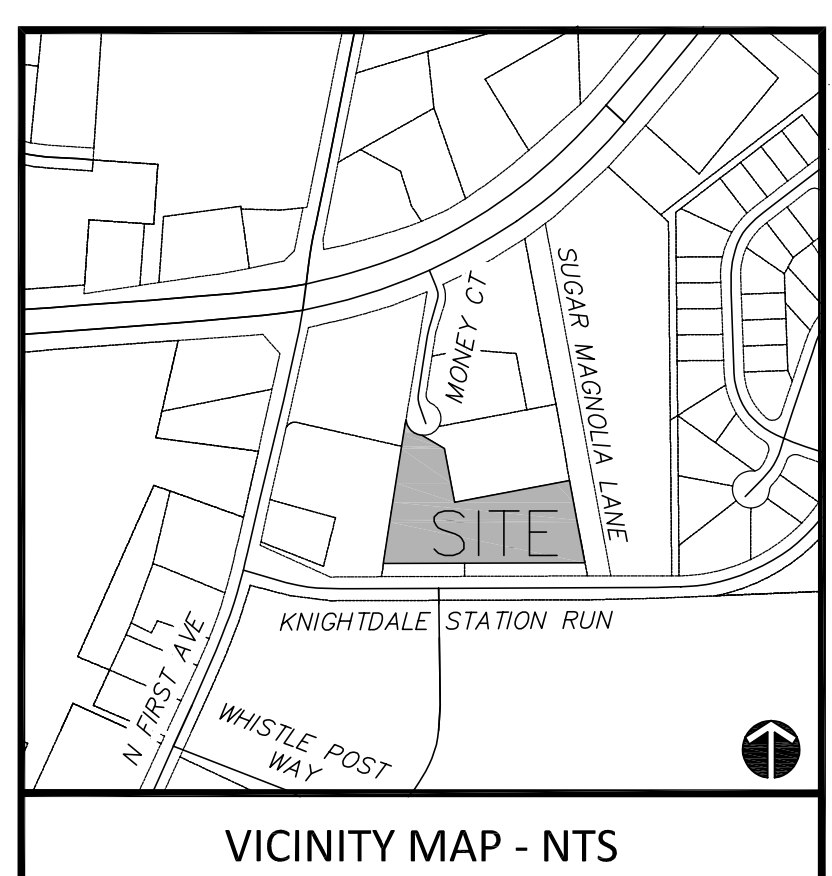 SUGAR MAGNOLIA LANE
MONEY CT
SITE
KNIGHTDALE STATION RUN
N FIRST AVE
WHISTLE POST
WAY
VICINITY MAP - NTS